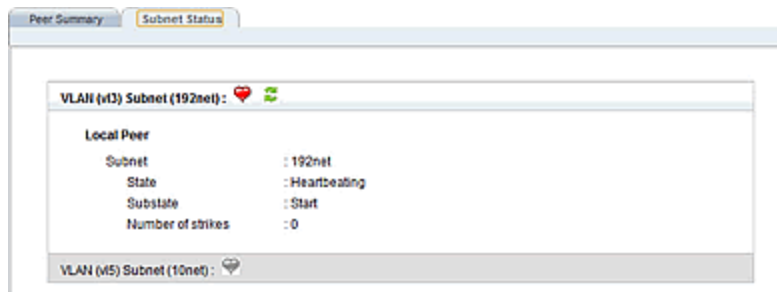 Peer Summary Subnet Status
VLAN (vl3) Subnet (192net) :
Local Peer
Subnet : 192net
State : Heartbeating
Substate : Start
Number of strikes : 0
VLAN (vl5) Subnet (10net) :